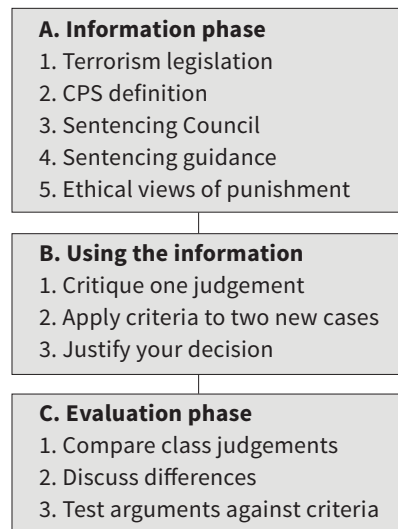 A. Information phase
1. Terrorism legislation
2. CPS definition
3. Sentencing Council
4. Sentencing guidance
5. Ethical views of punishment
B. Using the information
1. Critique one judgement
2. Apply criteria to two new cases
3. Justify your decision
C. Evaluation phase
1. Compare class judgements
2. Discuss differences
3. Test arguments against criteria